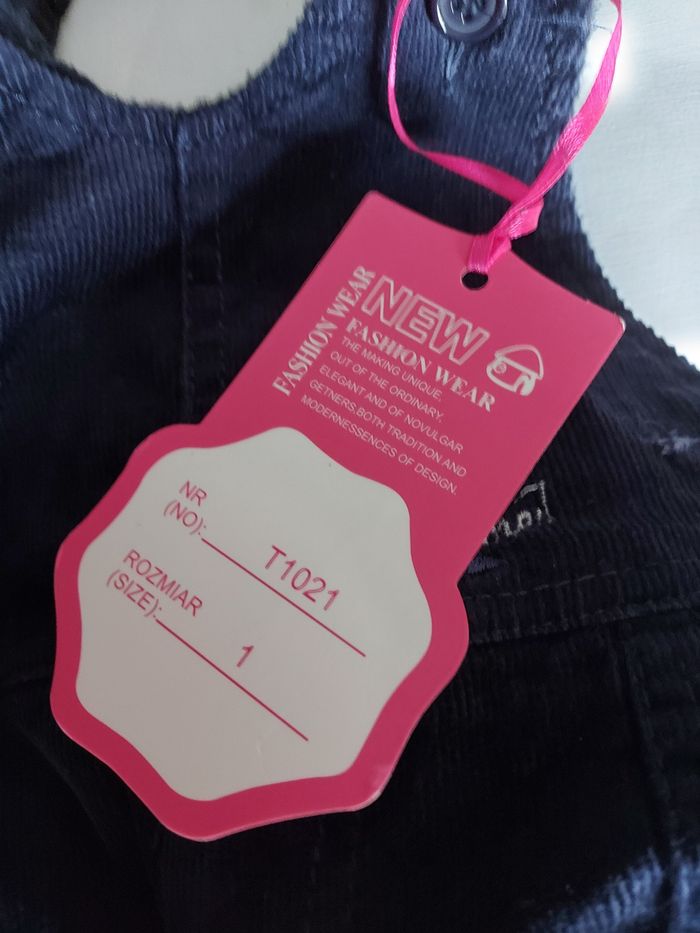 FASHION WEAR
NEW
FASHION WEAR
THE MAKING UNIQUE.
OUT OF THE ORDINARY.
ELEGANT AND OF NOVULGAR
GETNERS.BOTH TRADITION AND
MODERNESSENCES OF DESIGN.
NR
(NO): T1021
ROZMIAR
(SIZE): 1